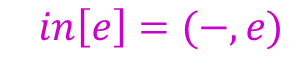 in[e] = (−, e)